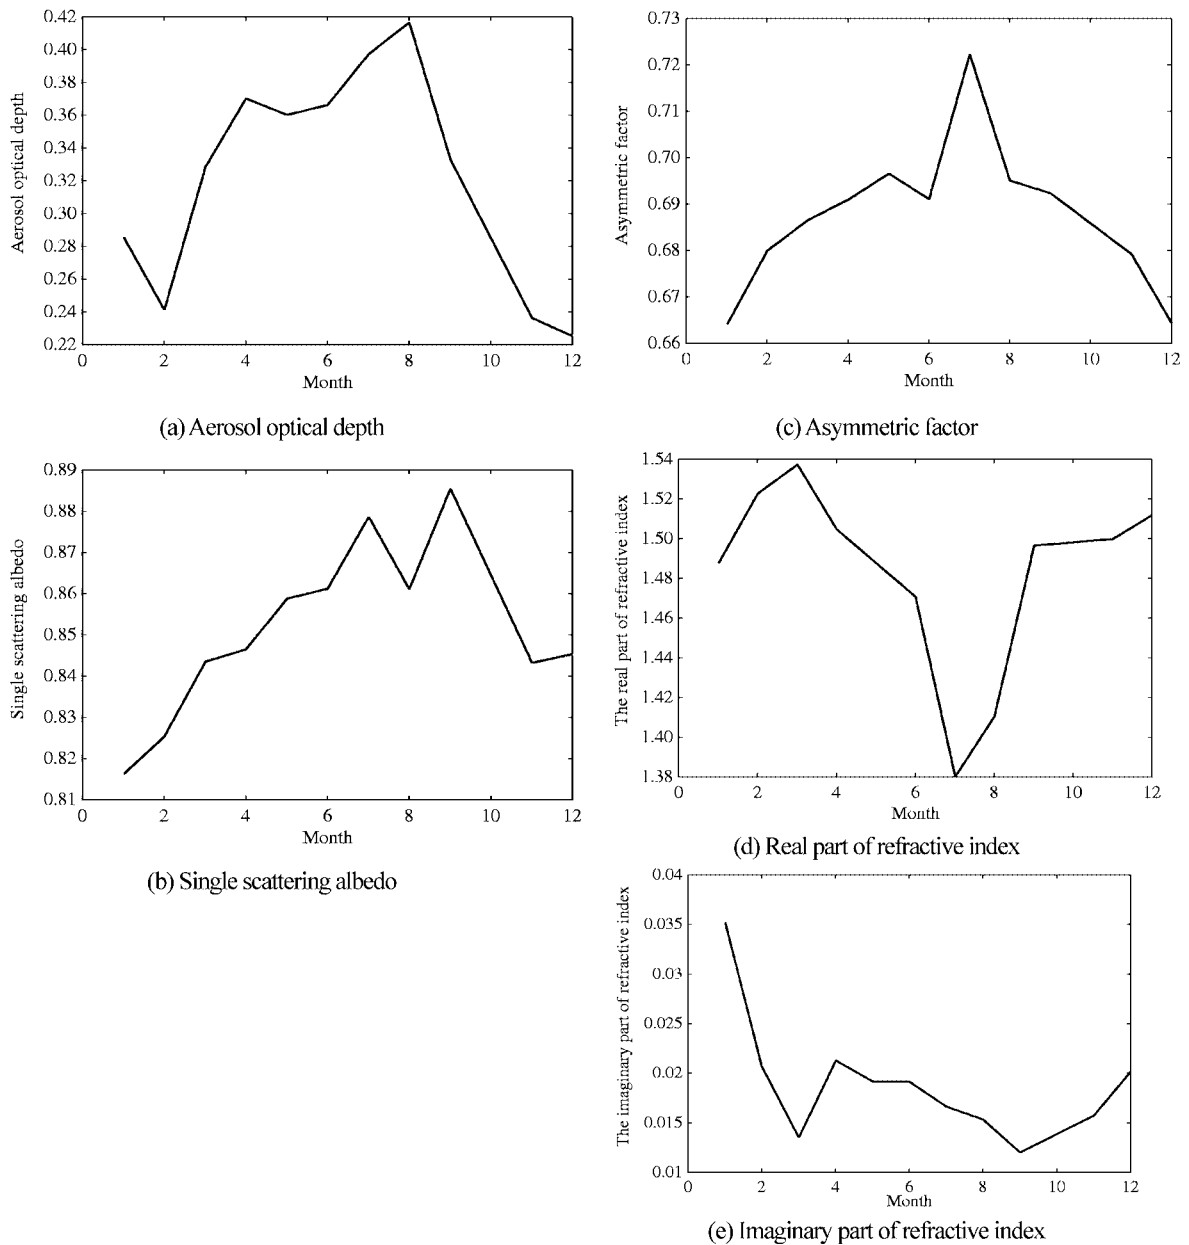 0.42
0.40
0.38
0.36
0.34
0.32
0.30
0.28
0.26
0.24
0.22
Aerosol optical depth
0 2 4 6 8 10 12
Month
(a) Aerosol optical depth
0.89
0.88
0.87
0.86
0.85
0.84
0.83
0.82
0.81
Single scattering albedo
0 2 4 6 8 10 12
Month
(b) Single scattering albedo
0.73
0.72
0.71
0.70
0.69
0.68
0.67
0.66
Asymmetric factor
0 2 4 6 8 10 12
Month
(c) Asymmetric factor
1.54
1.52
1.50
1.48
1.46
1.44
1.42
1.40
1.38
The real part of refractive index
0 2 4 6 8 10 12
Month
(d) Real part of refractive index
0.04
0.035
0.03
0.025
0.02
0.015
0.01
The imaginary part of refractive index
0 2 4 6 8 10 12
Month
(e) Imaginary part of refractive index